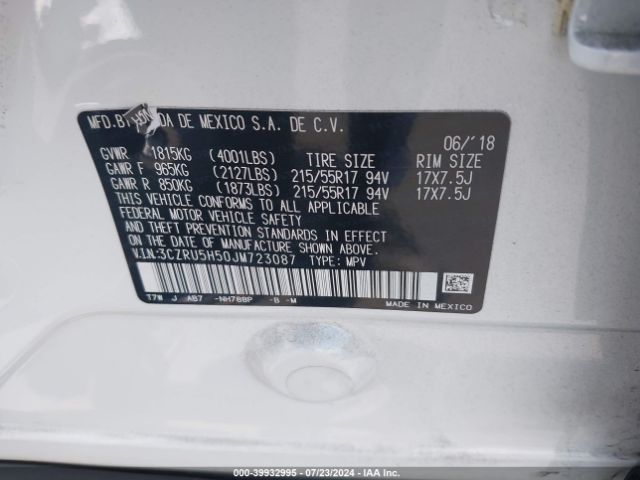 MFD.BY HONDA DE MEXICO S.A. DE C.V. 06/'18
GVWR 1815KG (4001LBS) TIRE SIZE RIM SIZE
GAWR F 965KG (2127LBS) 215/55R17 94V 17X7.5J
GAWR R 850KG (1873LBS) 215/55R17 94V 17X7.5J
THIS VEHICLE CONFORMS TO ALL APPLICABLE
FEDERAL MOTOR VEHICLE SAFETY
AND THEFT PREVENTION STANDARDS IN EFFECT
ON THE DATE OF MANUFACTURE SHOWN ABOVE.
V.I.N:3CZRU5H50JM723087 TYPE: MPV
T7W J AB7 -NH788P -B -M MADE IN MEXICO
000-39932995 - 07/23/2024 - IAA Inc.